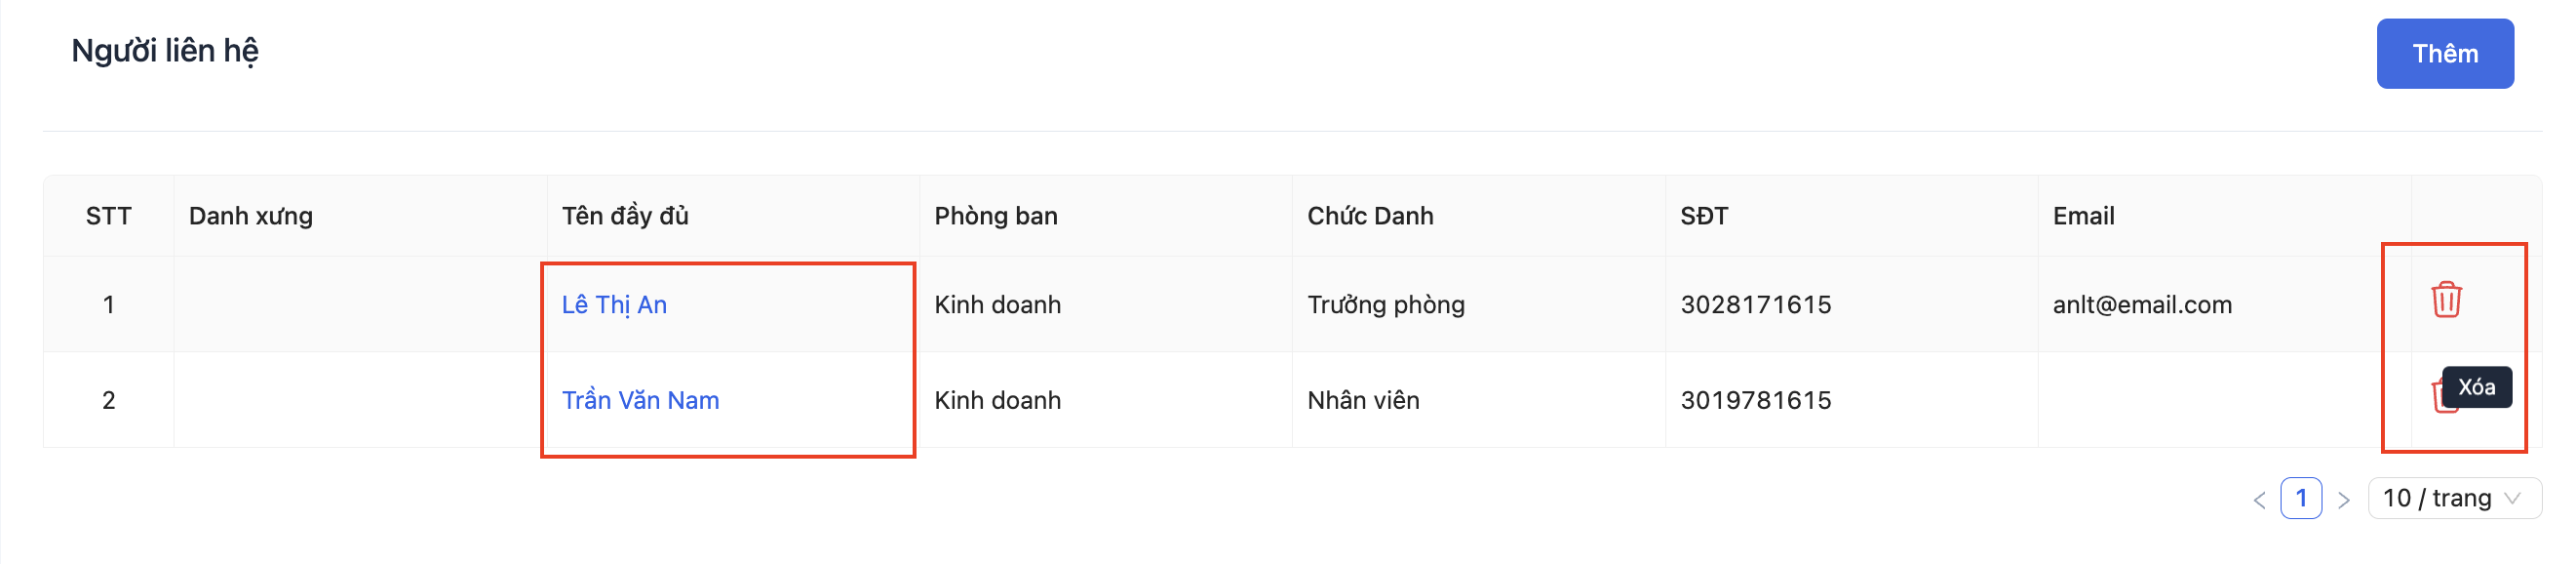 Người liên hệ
Thêm
STT Danh xưng Tên đầy đủ Phòng ban Chức Danh SĐT Email
1 Lê Thị An Kinh doanh Trưởng phòng 3028171615 anlt@email.com
2 Trần Văn Nam Kinh doanh Nhân viên 3019781615 Xóa
< 1 > 10 / trang